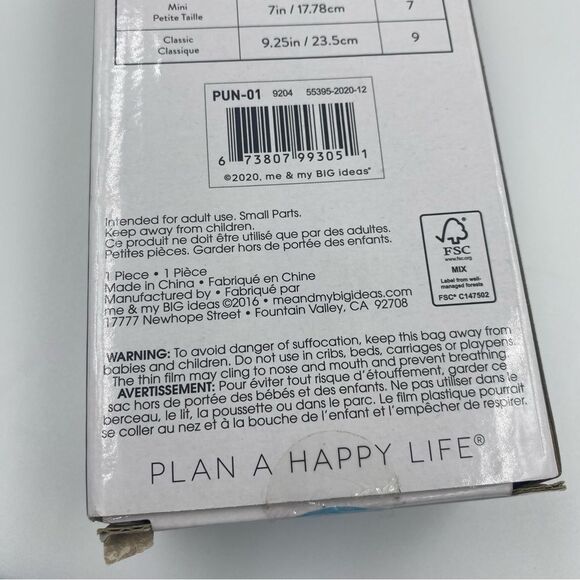 Mini
Petite Taille
7in / 17.78cm
7
Classic
Classique
9.25in / 23.5cm
9
PUN-01 9204 55395-2020-12
6 73807 99305 1
©2020, me & my BIG ideas®
Intended for adult use. Small Parts.
Keep away from children.
Ce produit ne doit être utilisé que par des adultes.
Petites pièces. Garder hors de portée des enfants.
1 Piece • 1 Pièce
Made in China • Fabriqué en Chine
Manufactured by • Fabriqué par
me & my BIG ideas ©2016 • meandmybigideas.com
17777 Newhope Street • Fountain Valley, CA 92708
FSC
www.fsc.org
MIX
Label from well-
managed forests
FSC® C147502
WARNING: To avoid danger of suffocation, keep this bag away from
babies and children. Do not use in cribs, beds, carriages or playpens.
The thin film may cling to nose and mouth and prevent breathing.
AVERTISSEMENT: Pour éviter tout risque d'étouffement, garder ce
sac hors de portée des bébés et des enfants. Ne pas utiliser dans le
berceau, le lit, la poussette ou dans le parc. Le film plastique pourrait
se coller au nez et à la bouche de l'enfant et l'empêcher de respirer.
PLAN A HAPPY LIFE®